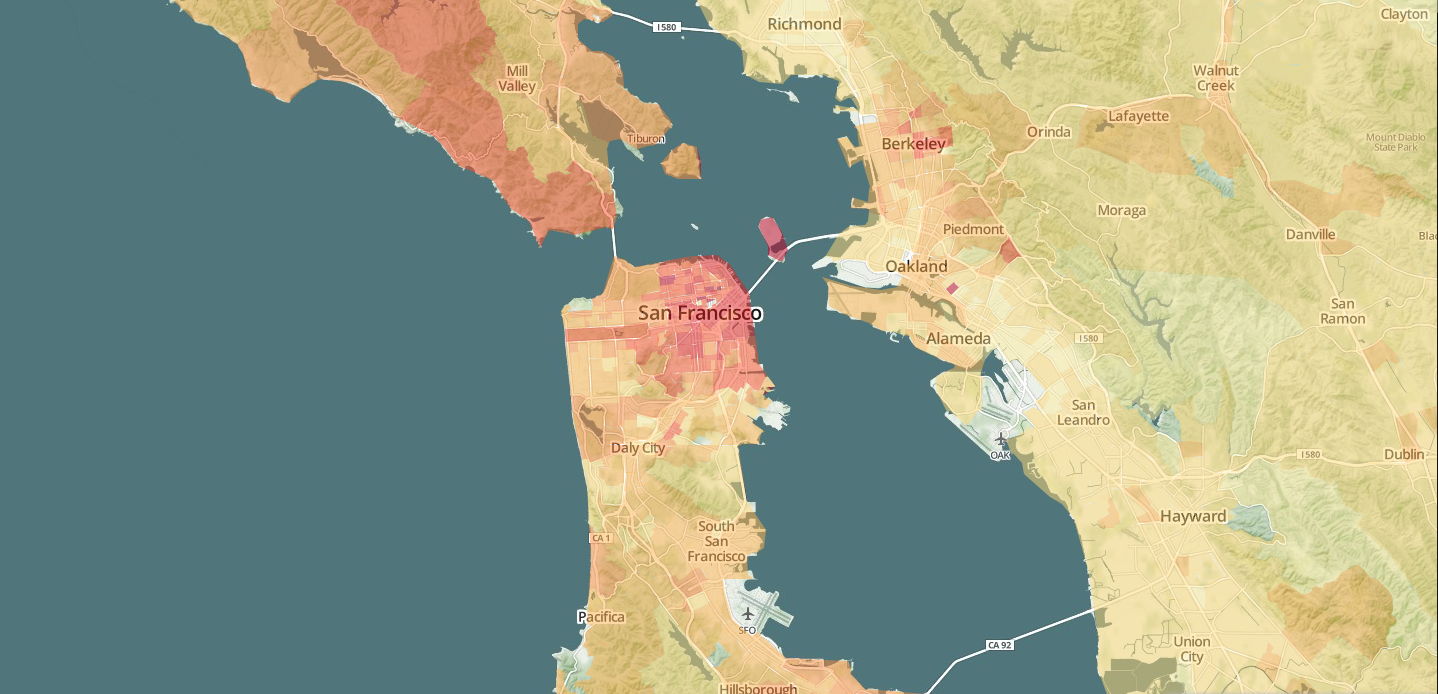 I 580
Richmond
Clayton
Mill
Valley
Walnut
Creek
Tiburon
Berkeley
Orinda
Lafayette
Mount Diablo
State Park
Moraga
Piedmont
Danville
Blac
Oakland
San Francisco
San
Ramon
Alameda
I 580
San
Leandro
Daly City
OAK
I 580
Dublin
Hayward
South
San
Francisco
CA 1
Pacifica
SFO
CA 92
Union
City
Hillsborough